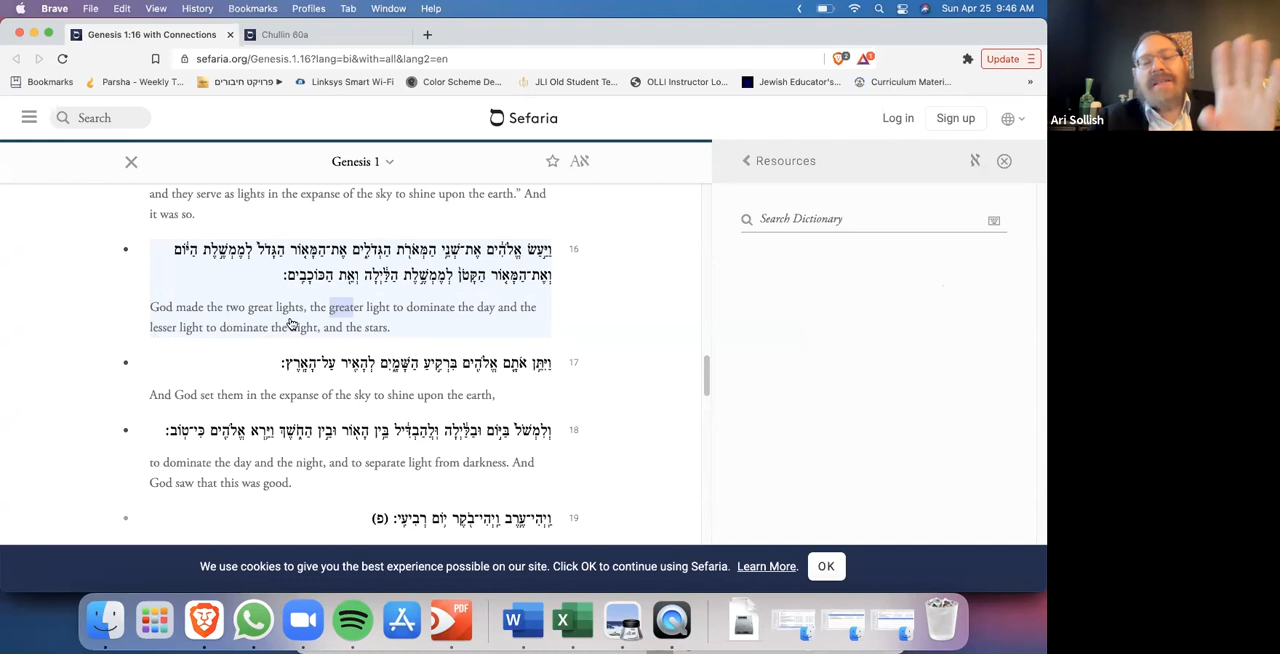 Brave File Edit View History Bookmarks Profiles Tab Window Help Sun Apr 25 9:46 AM
Genesis 1:16 with Connections Chullin 60a
sefaria.org/Genesis.1.16?lang=bi&with=all&lang2=en 2 1 Update
Bookmarks Parsha - Weekly T... פרויקט חיבורים Linksys Smart Wi-Fi Color Scheme De... JLI Old Student Te... OLLI Instructor Lo... Jewish Educator's... Curriculum Materi... »
Ari Sollish
Search Sefaria Log in Sign up
Genesis 1 Aא Resources א
Search Dictionary
and they serve as lights in the expanse of the sky to shine upon the earth.” And
it was so.
וַיַּ֣עַשׂ אֱלֹהִ֔ים אֶת־שְׁנֵ֥י הַמְּאֹרֹ֖ת הַגְּדֹלִ֑ים אֶת־הַמָּא֤וֹר הַגָּדֹל֙ לְמֶמְשֶׁ֣לֶת הַיּ֔וֹם 16
וְאֶת־הַמָּא֤וֹר הַקָּטֹן֙ לְמֶמְשֶׁ֣לֶת הַלַּ֔יְלָה וְאֵ֖ת הַכּוֹכָבִֽים׃
God made the two great lights, the greater light to dominate the day and the
lesser light to dominate the night, and the stars.
וַיִּתֵּ֥ן אֹתָ֛ם אֱלֹהִ֖ים בִּרְקִ֣יעַ הַשָּׁמָ֑יִם לְהָאִ֖יר עַל־הָאָֽרֶץ׃ 17
And God set them in the expanse of the sky to shine upon the earth,
וְלִמְשֹׁל֙ בַּיּ֣וֹם וּבַלַּ֔יְלָה וּֽלֲהַבְדִּ֔יל בֵּ֥ין הָא֖וֹר וּבֵ֣ין הַחֹ֑שֶׁךְ וַיַּ֥רְא אֱלֹהִ֖ים כִּי־טֽוֹב׃ 18
to dominate the day and the night, and to separate light from darkness. And
God saw that this was good.
וַֽיְהִי־עֶ֥רֶב וַֽיְהִי־בֹ֖קֶר י֥וֹם רְבִיעִֽי׃ (פ) 19
We use cookies to give you the best experience possible on our site. Click OK to continue using Sefaria. Learn More. OK
PDF W X